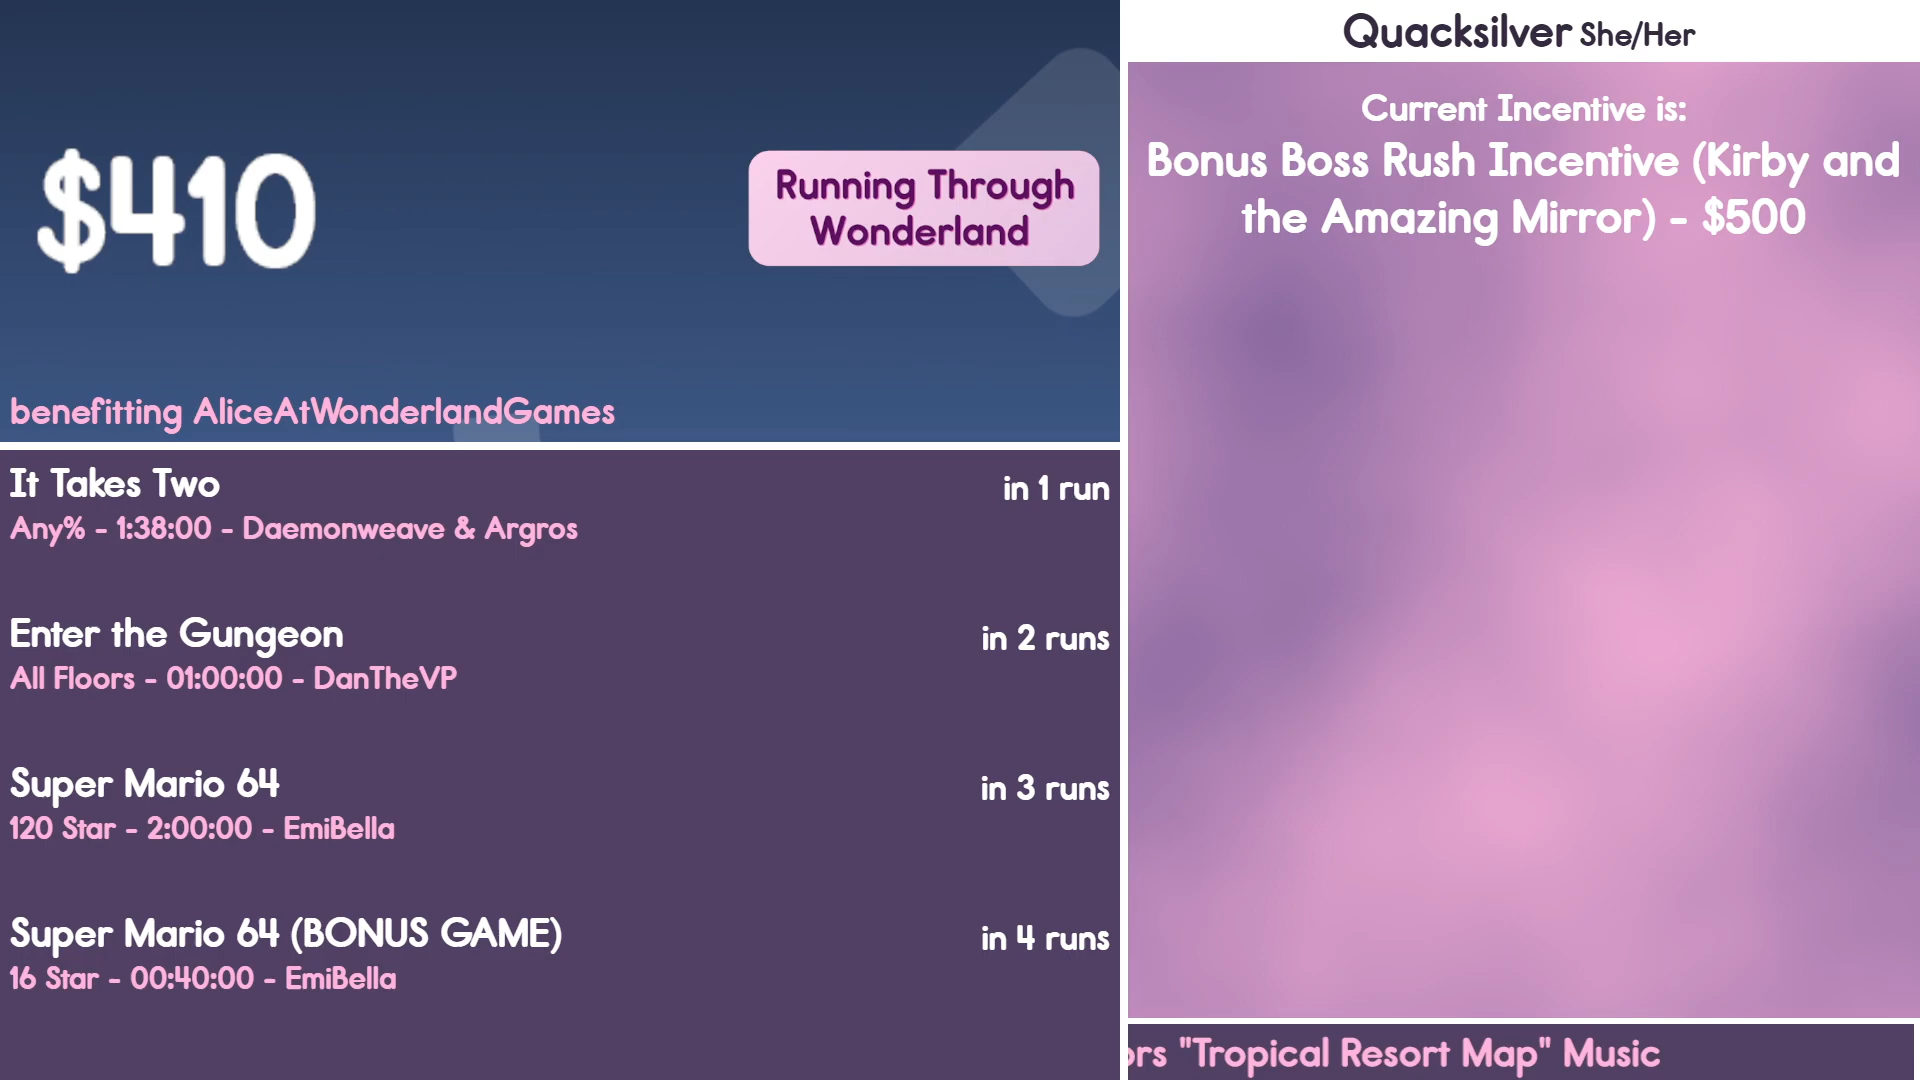 $410
Running Through
Wonderland
benefitting AliceAtWonderlandGames
It Takes Two
in 1 run
Any% - 1:38:00 - Daemonweave & Argros
Enter the Gungeon
in 2 runs
All Floors - 01:00:00 - DanTheVP
Super Mario 64
in 3 runs
120 Star - 2:00:00 - EmiBella
Super Mario 64 (BONUS GAME)
in 4 runs
16 Star - 00:40:00 - EmiBella
Quacksilver She/Her
Current Incentive is:
Bonus Boss Rush Incentive (Kirby and
the Amazing Mirror) - $500
"Tropical Resort Map" Music